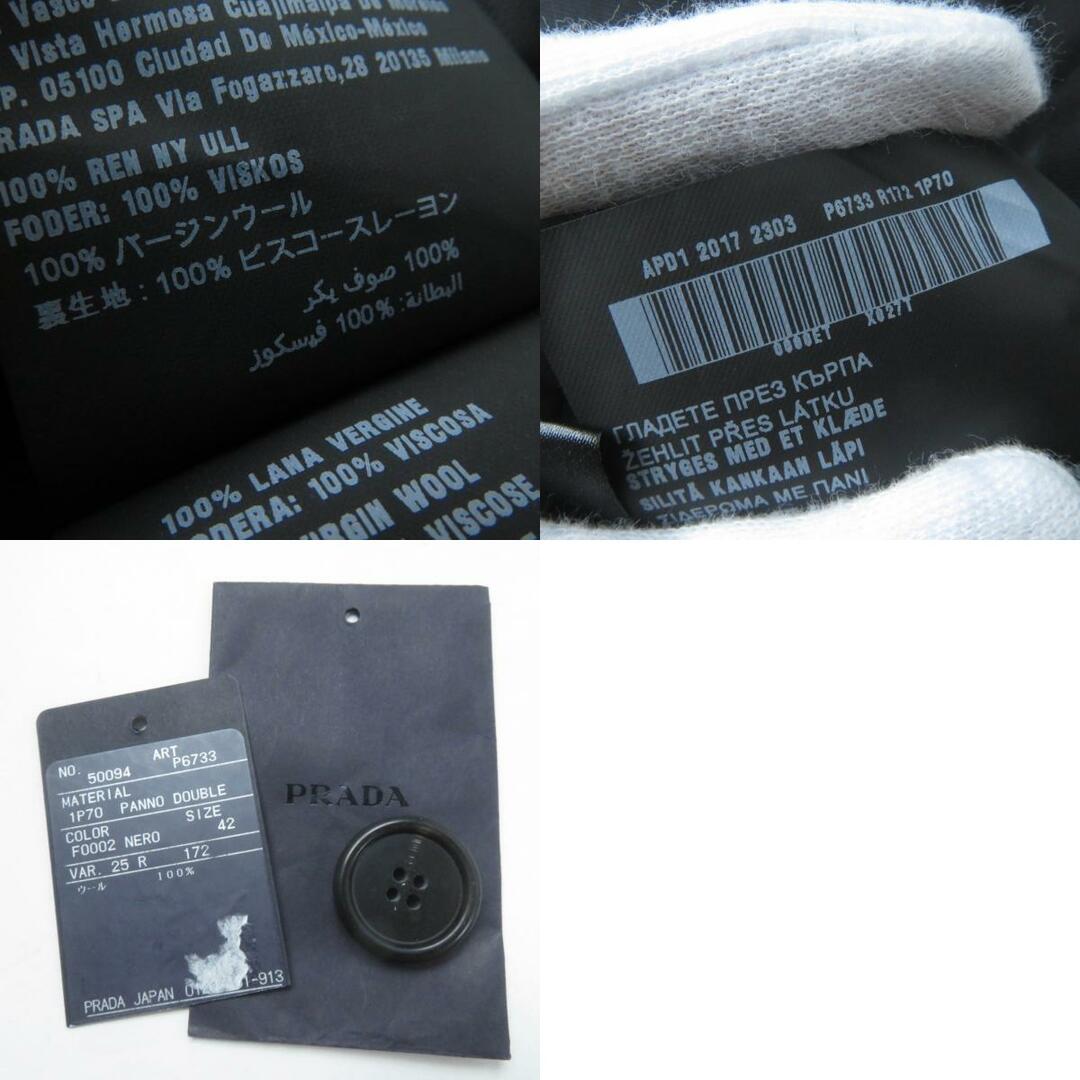 Vista Hermosa Cuajimalpa De Morelos
05100 Ciudad De México-México
PRADA SPA Via Fogazzaro,28 20135 Milano
100% REN NY ULL
FODER: 100% VISKOS
100% バージンウール
裏生地 : 100% ビスコースレーヨン
100% صوف بكر
البطانة: 100% فيسكوز
100% LANA VERGINE
FODERA: 100% VISCOSA
VIRGIN WOOL
VISCOSE
APD1 2017 2303 P6733 R172 1P70
X027T
ГЛАДЕТЕ ПРЕЗ КЪРПА
ŽEHLIT PŘES LÁTKU
STRYGES MED ET KLÆDE
SILITÄ KANKAAN LÄPI
ΣΙΔΕΡΩΜΑ ΜΕ ΠΑΝΙ
NO. 50094 ART P6733
MATERIAL
1P70 PANNO DOUBLE
COLOR SIZE
F0002 NERO 42
VAR. 25 R 172
ウール 100%
PRADA JAPAN
PRADA